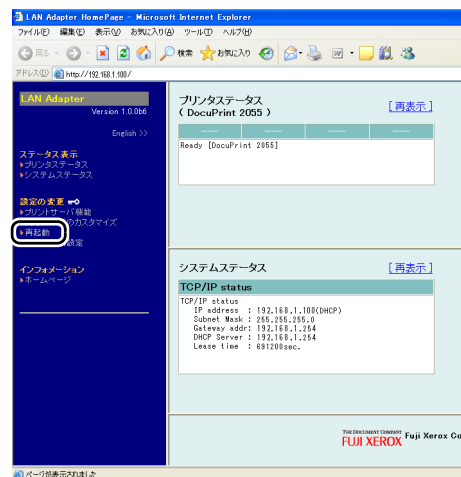 LAN Adapter HomePage - Microsoft Internet Explorer
ファイル(F) 編集(E) 表示(V) お気に入り(A) ツール(T) ヘルプ(H)
戻る 検索 お気に入り
アドレス(D) http://192.168.1.100/
LAN Adapter
Version 1.0.0b6
English >>
ステータス表示
プリンタステータス
システムステータス
設定の変更
プリントサーバ機能
のカスタマイズ
再起動
設定
インフォメーション
ホームページ
プリンタステータス
( DocuPrint 2055 )
[ 再表示 ]
--- --- --- ---
Ready [DocuPrint 2055]
システムステータス
[ 再表示 ]
TCP/IP status
TCP/IP status
IP address : 192.168.1.100(DHCP)
Subnet Mask : 255.255.255.0
Gateway addr: 192.168.1.254
DHCP Server : 192.168.1.254
Lease time : 691200sec.
THE DOCUMENT COMPANY
FUJI XEROX
Fuji Xerox Co
ページが表示されました